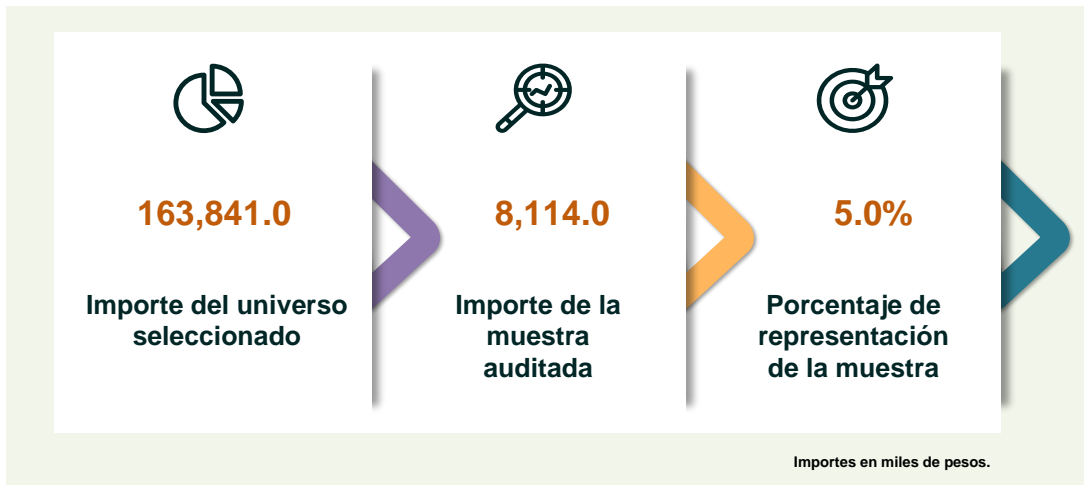 163,841.0
Importe del universo
seleccionado
8,114.0
Importe de la
muestra
auditada
5.0%
Porcentaje de
representación
de la muestra
Importes en miles de pesos.